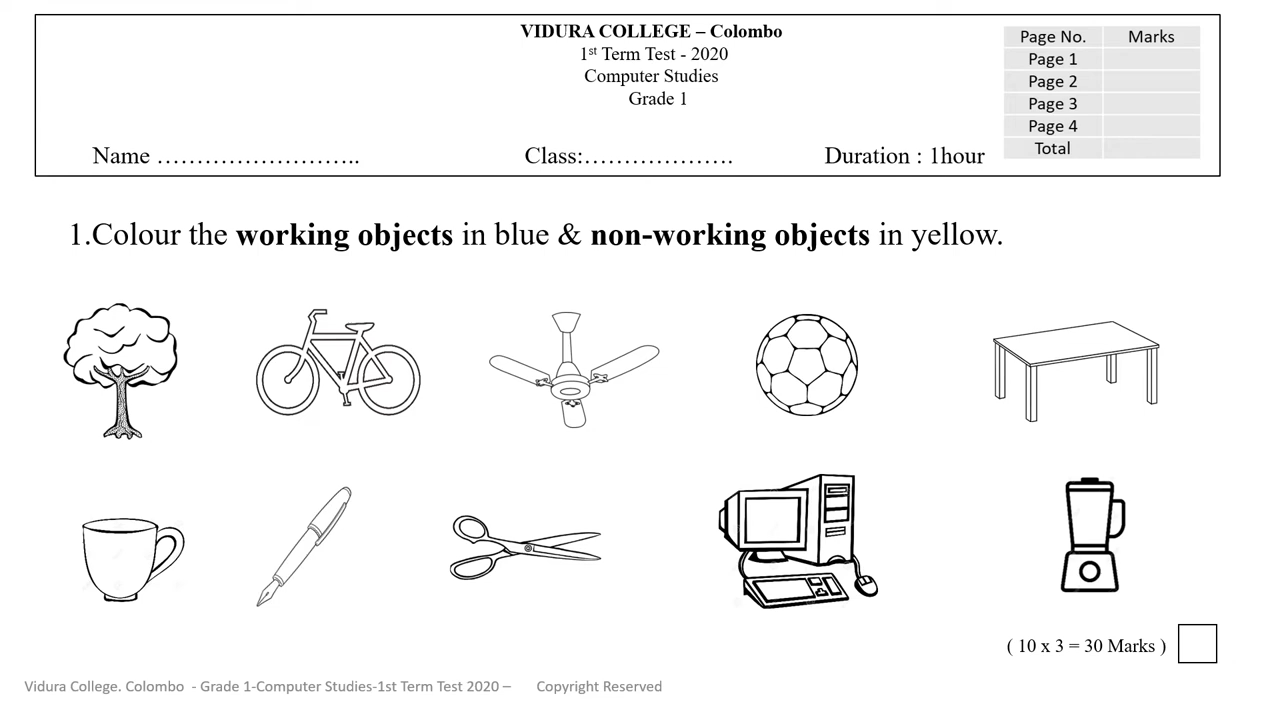 VIDURA COLLEGE – Colombo
1st Term Test - 2020
Computer Studies
Grade 1
Name ……………………..
Class:……………….
Duration : 1hour
Page No. Marks
Page 1
Page 2
Page 3
Page 4
Total
1.Colour the working objects in blue & non-working objects in yellow.
( 10 x 3 = 30 Marks )
Vidura College. Colombo - Grade 1-Computer Studies-1st Term Test 2020 – Copyright Reserved